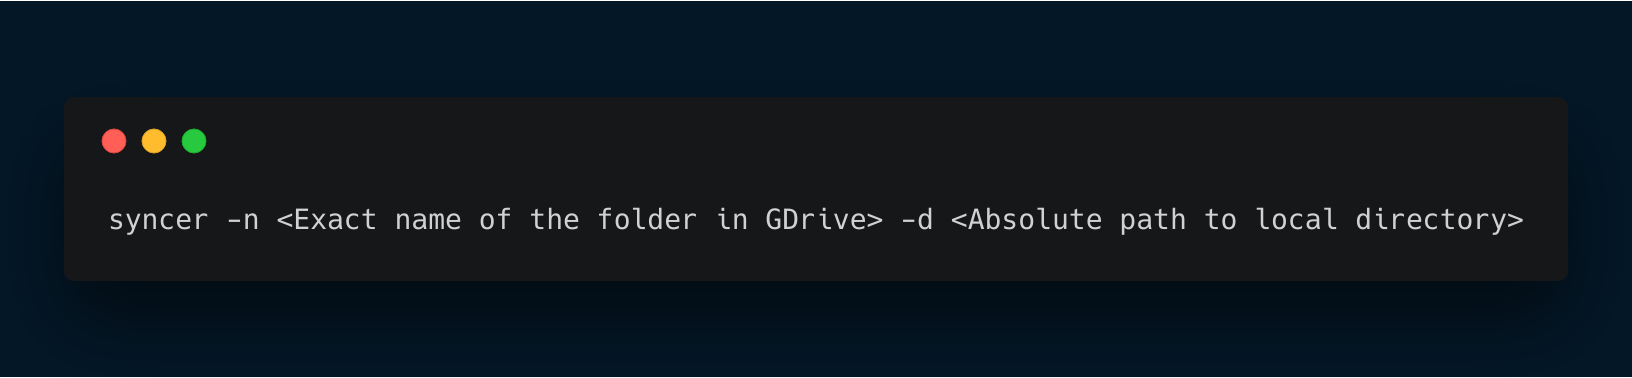 syncer -n <Exact name of the folder in GDrive> -d <Absolute path to local directory>